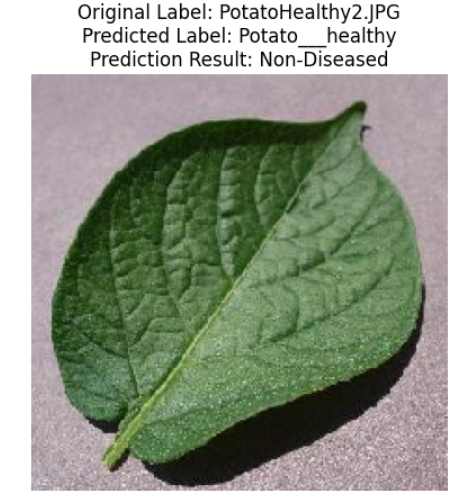 Original Label: PotatoHealthy2.JPG
Predicted Label: Potato___healthy
Prediction Result: Non-Diseased